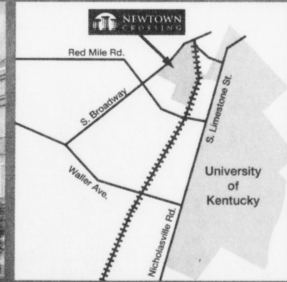 NEWTOWN
CROSSING
Red Mile Rd.
S. Broadway
S. Limestone St.
Waller Ave.
University
of
Kentucky
Nicholasville Rd.